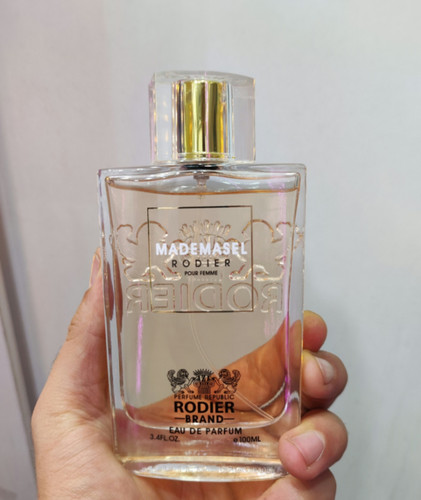 MADEMASEL
RODIER
POUR FEMME
RODIER
PERFUME REPUBLIC
RODIER
BRAND
EAU DE PARFUM
3.4FL.OZ. ℮100ML